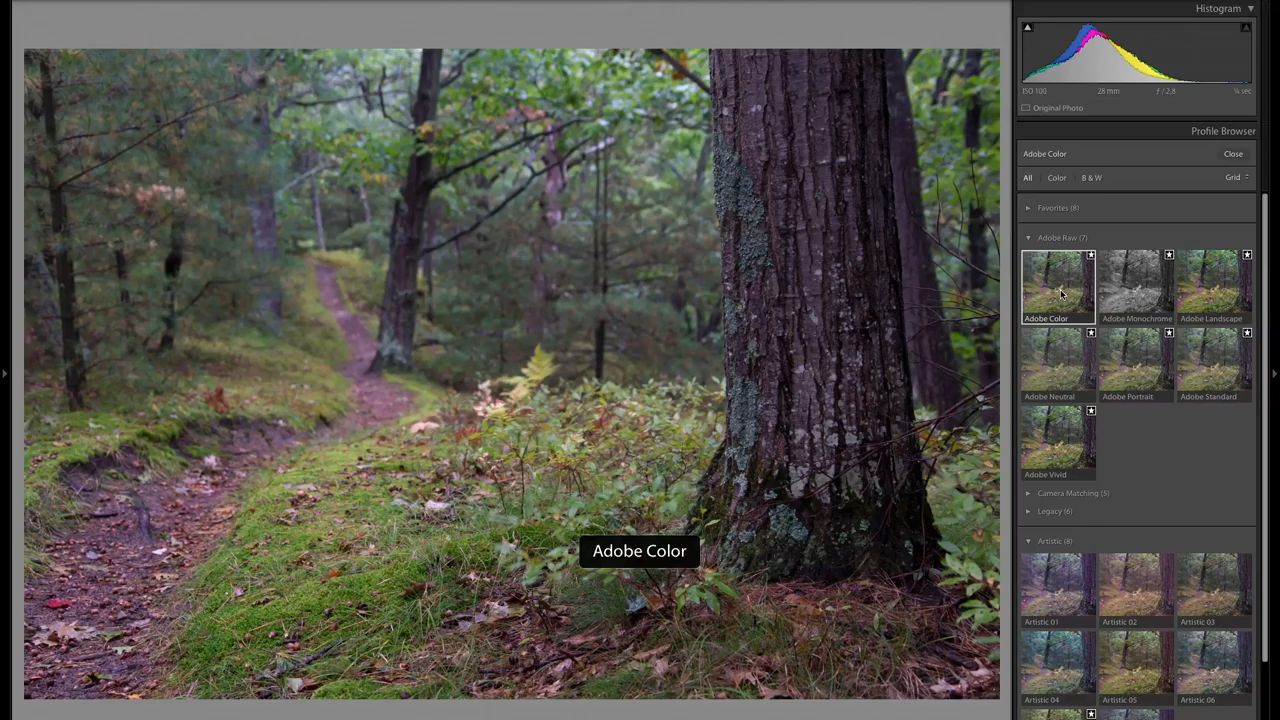 Histogram
ISO 100 28 mm ƒ / 2.8 ¼ sec
Original Photo
Profile Browser
Adobe Color Close
All Color B & W Grid
Favorites (8)
Adobe Raw (7)
Adobe Color Adobe Monochrome Adobe Landscape
Adobe Neutral Adobe Portrait Adobe Standard
Adobe Vivid
Camera Matching (5)
Legacy (6)
Adobe Color
Artistic (8)
Artistic 01 Artistic 02 Artistic 03
Artistic 04 Artistic 05 Artistic 06